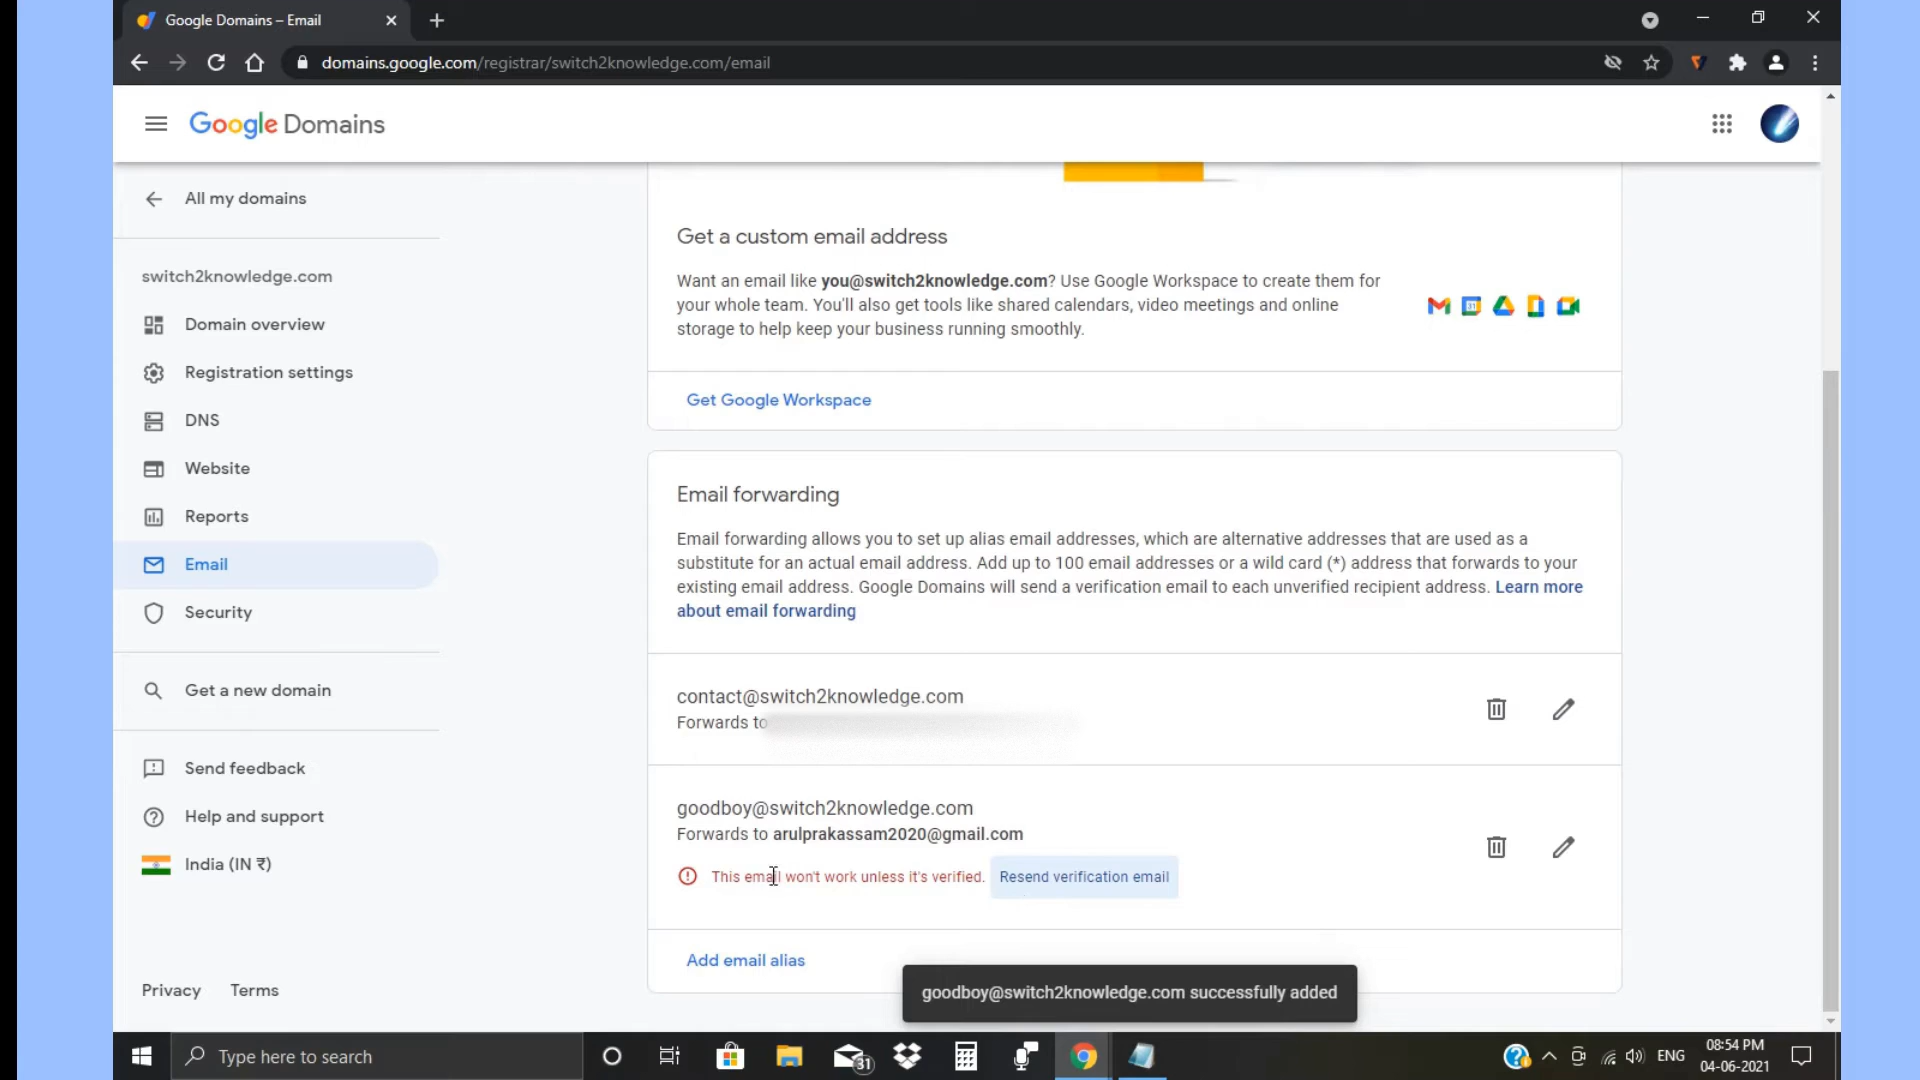 Google Domains – Email
domains.google.com/registrar/switch2knowledge.com/email
Google Domains
All my domains
switch2knowledge.com
Domain overview
Registration settings
DNS
Website
Reports
Email
Security
Get a new domain
Send feedback
Help and support
India (IN ₹)
Privacy Terms
Get a custom email address
Want an email like you@switch2knowledge.com? Use Google Workspace to create them for
your whole team. You'll also get tools like shared calendars, video meetings and online
storage to help keep your business running smoothly.
31
Get Google Workspace
Email forwarding
Email forwarding allows you to set up alias email addresses, which are alternative addresses that are used as a
substitute for an actual email address. Add up to 100 email addresses or a wild card (*) address that forwards to your
existing email address. Google Domains will send a verification email to each unverified recipient address. Learn more
about email forwarding
contact@switch2knowledge.com
Forwards to
goodboy@switch2knowledge.com
Forwards to arulprakassam2020@gmail.com
This email won't work unless it's verified. Resend verification email
Add email alias
goodboy@switch2knowledge.com successfully added
Type here to search
31
ENG
08:54 PM
04-06-2021